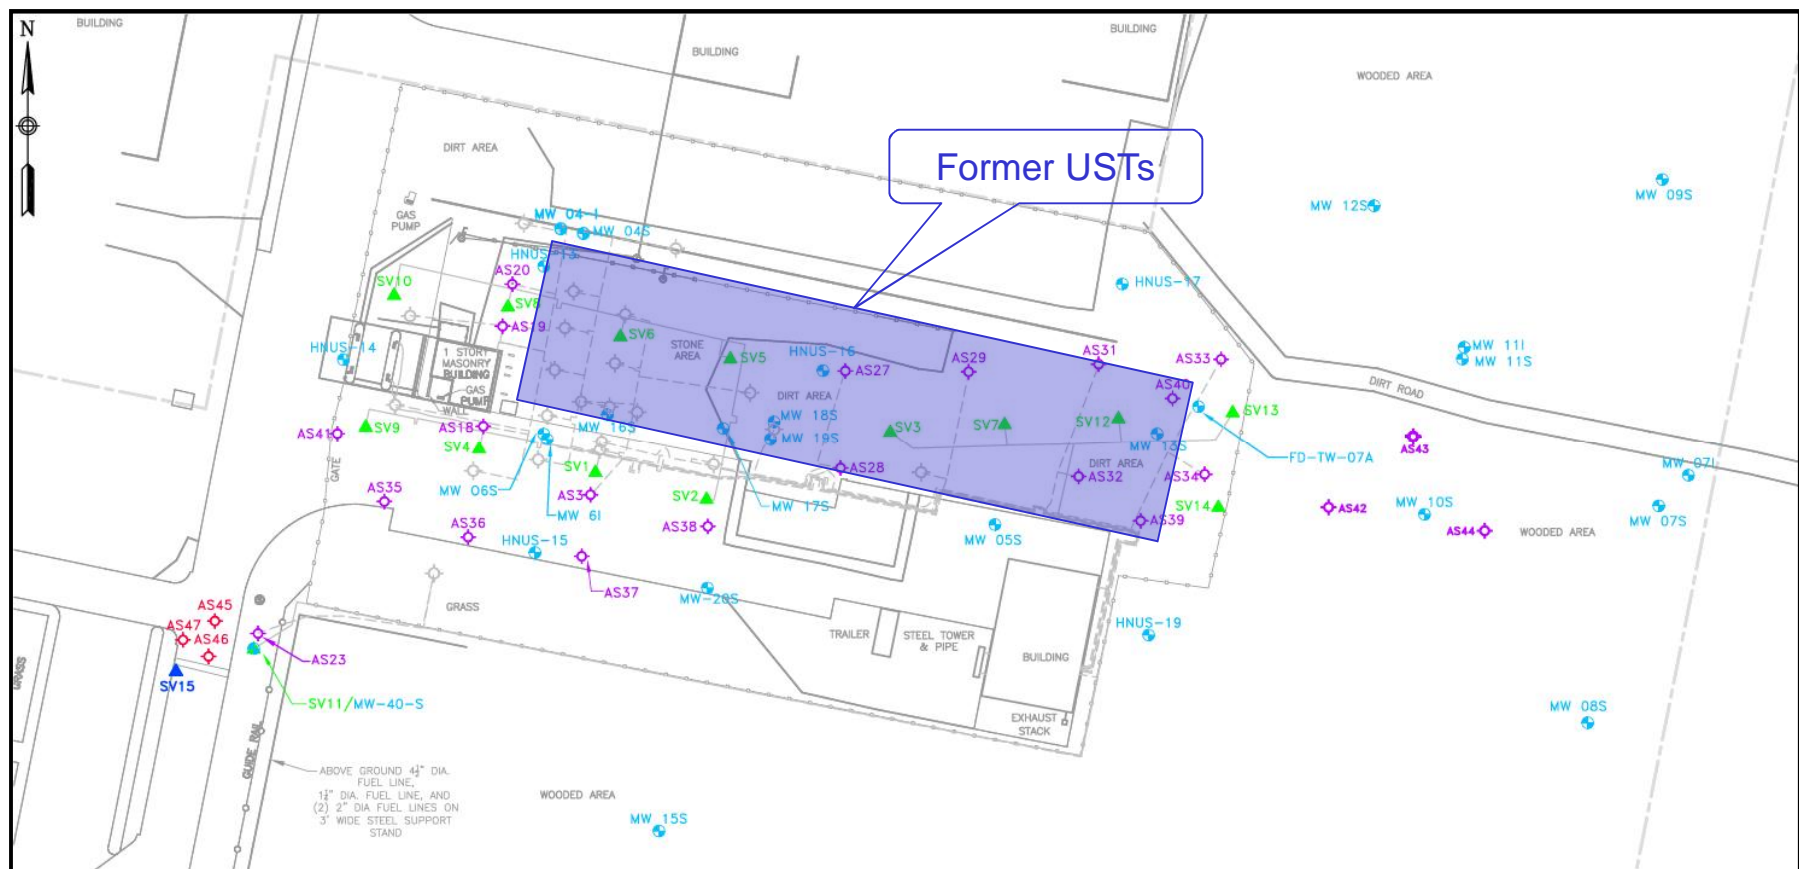 N
BUILDING
BUILDING
BUILDING
WOODED AREA
DIRT AREA
Former USTs
MW 09S
MW 12S
GAS
PUMP
MW 04-I
MW 04S
HNUS-13
AS20
HNUS-17
SV10
SV8
AS19
SV6
STONE
AREA
SV5
HNUS-16
AS27
AS29
AS31
AS33
MW 11I
MW 11S
HNUS-14
1 STORY
MASONRY
BUILDING
GAS
PUMP
WALL
DIRT AREA
AS40
DIRT ROAD
SV13
AS41
SV9
AS18
SV4
MW 16S
MW 18S
MW 19S
SV3
SV7
SV12
MW 13S
FD-TW-07A
AS43
GATE
SV1
AS28
DIRT AREA
AS32
AS34
MW 07I
MW 06S
AS3
SV2
MW 17S
AS35
MW 6I
SV14
AS42
MW 10S
MW 07S
AS36
AS38
AS39
AS44
WOODED AREA
HNUS-15
MW 05S
AS37
MW-28S
GRASS
AS45
AS47
AS46
TRAILER
STEEL TOWER
& PIPE
HNUS-19
BUILDING
AS23
GRASS
SV15
SV11/MW-40-S
EXHAUST
STACK
MW 08S
GUIDE RAIL
ABOVE GROUND 4½" DIA.
FUEL LINE,
1½" DIA. FUEL LINE, AND
(2) 2" DIA FUEL LINES ON
3' WIDE STEEL SUPPORT
STAND
WOODED AREA
MW 15S